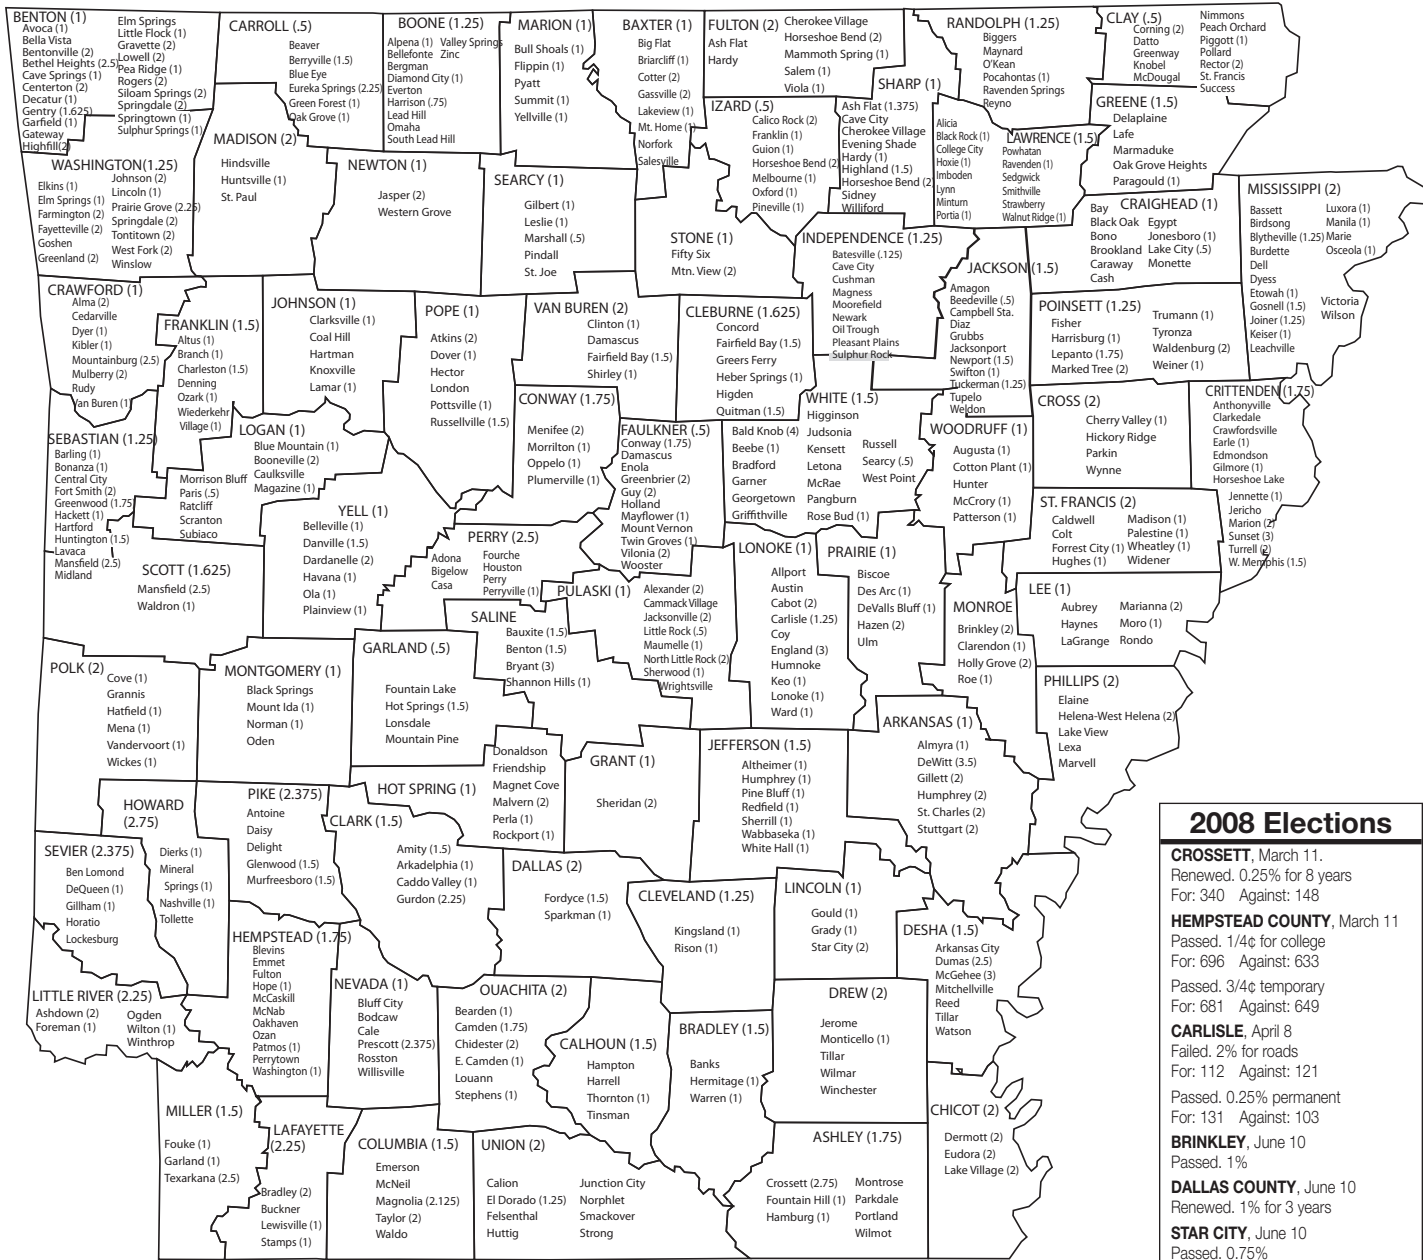 BENTON (1)
Avoca (1)
Bella Vista
Bentonville (2)
Bethel Heights (2.5)
Cave Springs (1)
Centerton (2)
Decatur (1)
Gentry (1.625)
Garfield (1)
Gateway
Highfill(2)
Elm Springs
Little Flock (1)
Gravette (2)
Lowell (2)
Pea Ridge (1)
Rogers (2)
Siloam Springs (2)
Springdale (2)
Springtown (1)
Sulphur Springs (1)
CARROLL (.5)
Beaver
Berryville (1.5)
Blue Eye
Eureka Springs (2.25)
Green Forest (1)
Oak Grove (1)
BOONE (1.25)
Alpena (1) Valley Springs
Bellefonte Zinc
Bergman
Diamond City (1)
Everton
Harrison (.75)
Lead Hill
Omaha
South Lead Hill
MARION (1)
Bull Shoals (1)
Flippin (1)
Pyatt
Summit (1)
Yellville (1)
BAXTER (1)
Big Flat
Briarcliff (1)
Cotter (2)
Gassville (2)
Lakeview (1)
Mt. Home (1)
Norfork
Salesville
FULTON (2)
Ash Flat
Hardy
Cherokee Village
Horseshoe Bend (2)
Mammoth Spring (1)
Salem (1)
Viola (1)
SHARP (1)
Ash Flat (1.375)
Cave City
Cherokee Village
Evening Shade
Hardy (1)
Highland (1.5)
Horseshoe Bend (2)
Sidney
Williford
IZARD (.5)
Calico Rock (2)
Franklin (1)
Guion (1)
Horseshoe Bend (2)
Melbourne (1)
Oxford (1)
Pineville (1)
RANDOLPH (1.25)
Biggers
Maynard
O'Kean
Pocahontas (1)
Ravenden Springs
Reyno
CLAY (.5)
Corning (2)
Datto
Greenway
Knobel
McDougal
Nimmons
Peach Orchard
Piggott (1)
Pollard
Rector (2)
St. Francis
Success
GREENE (1.5)
Delaplaine
Lafe
Marmaduke
Oak Grove Heights
Paragould (1)
LAWRENCE (1.5)
Alicia
Black Rock (1)
College City
Hoxie (1)
Imboden
Lynn
Minturn
Portia (1)
Powhatan
Ravenden (1)
Sedgwick
Smithville
Strawberry
Walnut Ridge (1)
MADISON (2)
Hindsville
Huntsville (1)
St. Paul
WASHINGTON(1.25)
Elkins (1)
Elm Springs (1)
Farmington (2)
Fayetteville (2)
Goshen
Greenland (2)
Johnson (2)
Lincoln (1)
Prairie Grove (2.25)
Springdale (2)
Tontitown (2)
West Fork (2)
Winslow
NEWTON (1)
Jasper (2)
Western Grove
SEARCY (1)
Gilbert (1)
Leslie (1)
Marshall (.5)
Pindall
St. Joe
STONE (1)
Fifty Six
Mtn. View (2)
INDEPENDENCE (1.25)
Batesville (.125)
Cave City
Cushman
Magness
Moorefield
Newark
Oil Trough
Pleasant Plains
Sulphur Rock
JACKSON (1.5)
Amagon
Beedeville (.5)
Campbell Sta.
Diaz
Grubbs
Jacksonport
Newport (1.5)
Swifton (1)
Tuckerman (1.25)
Tupelo
Weldon
CRAIGHEAD (1)
Bay
Black Oak
Bono
Brookland
Caraway
Cash
Egypt
Jonesboro (1)
Lake City (.5)
Monette
MISSISSIPPI (2)
Bassett
Birdsong
Blytheville (1.25)
Burdette
Dell
Dyess
Etowah (1)
Gosnell (1.5)
Joiner (1.25)
Keiser (1)
Leachville
Luxora (1)
Manila (1)
Marie
Osceola (1)
Victoria
Wilson
POINSETT (1.25)
Fisher
Harrisburg (1)
Lepanto (1.75)
Marked Tree (2)
Trumann (1)
Tyronza
Waldenburg (2)
Weiner (1)
CRAWFORD (1)
Alma (2)
Cedarville
Dyer (1)
Kibler (1)
Mountainburg (2.5)
Mulberry (2)
Rudy
Van Buren (1)
FRANKLIN (1.5)
Altus (1)
Branch (1)
Charleston (1.5)
Denning
Ozark (1)
Wiederkehr
Village (1)
JOHNSON (1)
Clarksville (1)
Coal Hill
Hartman
Knoxville
Lamar (1)
POPE (1)
Atkins (2)
Dover (1)
Hector
London
Pottsville (1)
Russellville (1.5)
VAN BUREN (2)
Clinton (1)
Damascus
Fairfield Bay (1.5)
Shirley (1)
CLEBURNE (1.625)
Concord
Fairfield Bay (1.5)
Greers Ferry
Heber Springs (1)
Higden
Quitman (1.5)
CONWAY (1.75)
Menifee (2)
Morrilton (1)
Oppelo (1)
Plumerville (1)
FAULKNER (.5)
Conway (1.75)
Damascus
Enola
Greenbrier (2)
Guy (2)
Holland
Mayflower (1)
Mount Vernon
Twin Groves (1)
Vilonia (2)
Wooster
WHITE (1.5)
Bald Knob (4)
Beebe (1)
Bradford
Garner
Georgetown
Griffithville
Higginson
Judsonia
Kensett
Letona
McRae
Pangburn
Rose Bud (1)
Russell
Searcy (.5)
West Point
WOODRUFF (1)
Augusta (1)
Cotton Plant (1)
Hunter
McCrory (1)
Patterson (1)
CROSS (2)
Cherry Valley (1)
Hickory Ridge
Parkin
Wynne
CRITTENDEN (1.75)
Anthonyville
Clarkedale
Crawfordsville
Earle (1)
Edmondson
Gilmore (1)
Horseshoe Lake
Jennette (1)
Jericho
Marion (2)
Sunset (3)
Turrell (2)
W. Memphis (1.5)
ST. FRANCIS (2)
Caldwell
Colt
Forrest City (1)
Hughes (1)
Madison (1)
Palestine (1)
Wheatley (1)
Widener
SEBASTIAN (1.25)
Barling (1)
Bonanza (1)
Central City
Fort Smith (2)
Greenwood (1.75)
Hackett (1)
Hartford
Huntington (1.5)
Lavaca
Mansfield (2.5)
Midland
LOGAN (1)
Blue Mountain (1)
Booneville (2)
Caulksville
Magazine (1)
Morrison Bluff
Paris (.5)
Ratcliff
Scranton
Subiaco
SCOTT (1.625)
Mansfield (2.5)
Waldron (1)
YELL (1)
Belleville (1)
Danville (1.5)
Dardanelle (2)
Havana (1)
Ola (1)
Plainview (1)
PERRY (2.5)
Adona
Bigelow
Casa
Fourche
Houston
Perry
Perryville (1)
PULASKI (1)
Alexander (2)
Cammack Village
Jacksonville (2)
Little Rock (.5)
Maumelle (1)
North Little Rock (2)
Sherwood (1)
Wrightsville
SALINE
Bauxite (1.5)
Benton (1.5)
Bryant (3)
Shannon Hills (1)
LONOKE (1)
Allport
Austin
Cabot (2)
Carlisle (1.25)
Coy
England (3)
Humnoke
Keo (1)
Lonoke (1)
Ward (1)
PRAIRIE (1)
Biscoe
Des Arc (1)
DeValls Bluff (1)
Hazen (2)
Ulm
MONROE
Brinkley (2)
Clarendon (1)
Holly Grove (2)
Roe (1)
LEE (1)
Aubrey
Haynes
LaGrange
Marianna (2)
Moro (1)
Rondo
PHILLIPS (2)
Elaine
Helena-West Helena (2)
Lake View
Lexa
Marvell
POLK (2)
Cove (1)
Grannis
Hatfield (1)
Mena (1)
Vandervoort (1)
Wickes (1)
MONTGOMERY (1)
Black Springs
Mount Ida (1)
Norman (1)
Oden
GARLAND (.5)
Fountain Lake
Hot Springs (1.5)
Lonsdale
Mountain Pine
HOT SPRING (1)
Donaldson
Friendship
Magnet Cove
Malvern (2)
Perla (1)
Rockport (1)
GRANT (1)
Sheridan (2)
JEFFERSON (1.5)
Altheimer (1)
Humphrey (1)
Pine Bluff (1)
Redfield (1)
Sherrill (1)
Wabbaseka (1)
White Hall (1)
ARKANSAS (1)
Almyra (1)
DeWitt (3.5)
Gillett (2)
Humphrey (2)
St. Charles (2)
Stuttgart (2)
HOWARD
(2.75)
Dierks (1)
Mineral
Springs (1)
Nashville (1)
Tollette
SEVIER (2.375)
Ben Lomond
DeQueen (1)
Gillham (1)
Horatio
Lockesburg
PIKE (2.375)
Antoine
Daisy
Delight
Glenwood (1.5)
Murfreesboro (1.5)
CLARK (1.5)
Amity (1.5)
Arkadelphia (1)
Caddo Valley (1)
Gurdon (2.25)
DALLAS (2)
Fordyce (1.5)
Sparkman (1)
CLEVELAND (1.25)
Kingsland (1)
Rison (1)
LINCOLN (1)
Gould (1)
Grady (1)
Star City (2)
DESHA (1.5)
Arkansas City
Dumas (2.5)
McGehee (3)
Mitchellville
Reed
Tillar
Watson
LITTLE RIVER (2.25)
Ashdown (2)
Foreman (1)
Ogden
Wilton (1)
Winthrop
HEMPSTEAD (1.75)
Blevins
Emmet
Fulton
Hope (1)
McCaskill
McNab
Oakhaven
Ozan
Patmos (1)
Perrytown
Washington (1)
NEVADA (1)
Bluff City
Bodcaw
Cale
Prescott (2.375)
Rosston
Willisville
OUACHITA (2)
Bearden (1)
Camden (1.75)
Chidester (2)
E. Camden (1)
Louann
Stephens (1)
CALHOUN (1.5)
Hampton
Harrell
Thornton (1)
Tinsman
BRADLEY (1.5)
Banks
Hermitage (1)
Warren (1)
DREW (2)
Jerome
Monticello (1)
Tillar
Wilmar
Winchester
CHICOT (2)
Dermott (2)
Eudora (2)
Lake Village (2)
MILLER (1.5)
Fouke (1)
Garland (1)
Texarkana (2.5)
LAFAYETTE
(2.25)
Bradley (2)
Buckner
Lewisville (1)
Stamps (1)
COLUMBIA (1.5)
Emerson
McNeil
Magnolia (2.125)
Taylor (2)
Waldo
UNION (2)
Calion
El Dorado (1.25)
Felsenthal
Huttig
Junction City
Norphlet
Smackover
Strong
ASHLEY (1.75)
Crossett (2.75)
Fountain Hill (1)
Hamburg (1)
Montrose
Parkdale
Portland
Wilmot
2008 Elections
CROSSETT, March 11.
Renewed. 0.25% for 8 years
For: 340 Against: 148
HEMPSTEAD COUNTY, March 11
Passed. 1/4¢ for college
For: 696 Against: 633
Passed. 3/4¢ temporary
For: 681 Against: 649
CARLISLE, April 8
Failed. 2% for roads
For: 112 Against: 121
Passed. 0.25% permanent
For: 131 Against: 103
BRINKLEY, June 10
Passed. 1%
DALLAS COUNTY, June 10
Renewed. 1% for 3 years
STAR CITY, June 10
Passed. 0.75%